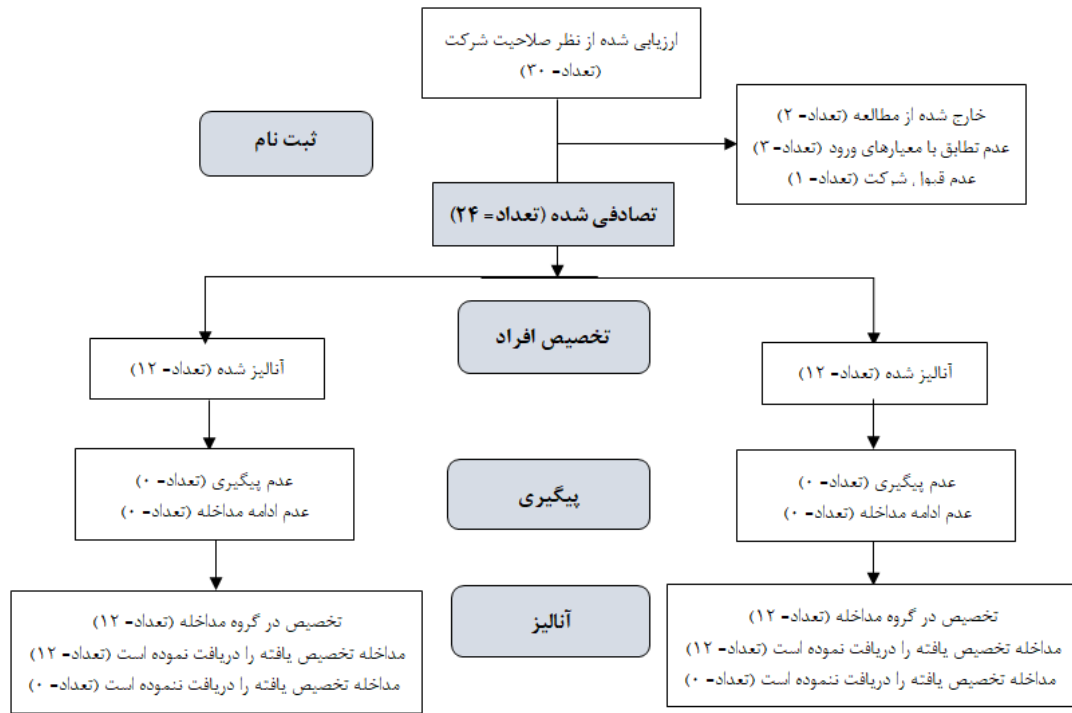 ارزیابی شده از نظر صلاحیت شرکت
(تعداد- ۳۰)
ثبت نام
خارج شده از مطالعه (تعداد- ۲)
عدم تطابق با معیارهای ورود (تعداد- ۳)
عدم قبول شرکت (تعداد- ۱)
تصادفی شده (تعداد= ۲۴)
تخصیص افراد
آنالیز شده (تعداد- ۱۲)
آنالیز شده (تعداد- ۱۲)
پیگیری
عدم پیگیری (تعداد- ۰)
عدم ادامه مداخله (تعداد- ۰)
عدم پیگیری (تعداد- ۰)
عدم ادامه مداخله (تعداد- ۰)
آنالیز
تخصیص در گروه مداخله (تعداد- ۱۲)
مداخله تخصیص یافته را دریافت نموده است (تعداد- ۱۲)
مداخله تخصیص یافته را دریافت ننموده است (تعداد- ۰)
تخصیص در گروه مداخله (تعداد- ۱۲)
مداخله تخصیص یافته را دریافت نموده است (تعداد- ۱۲)
مداخله تخصیص یافته را دریافت ننموده است (تعداد- ۰)